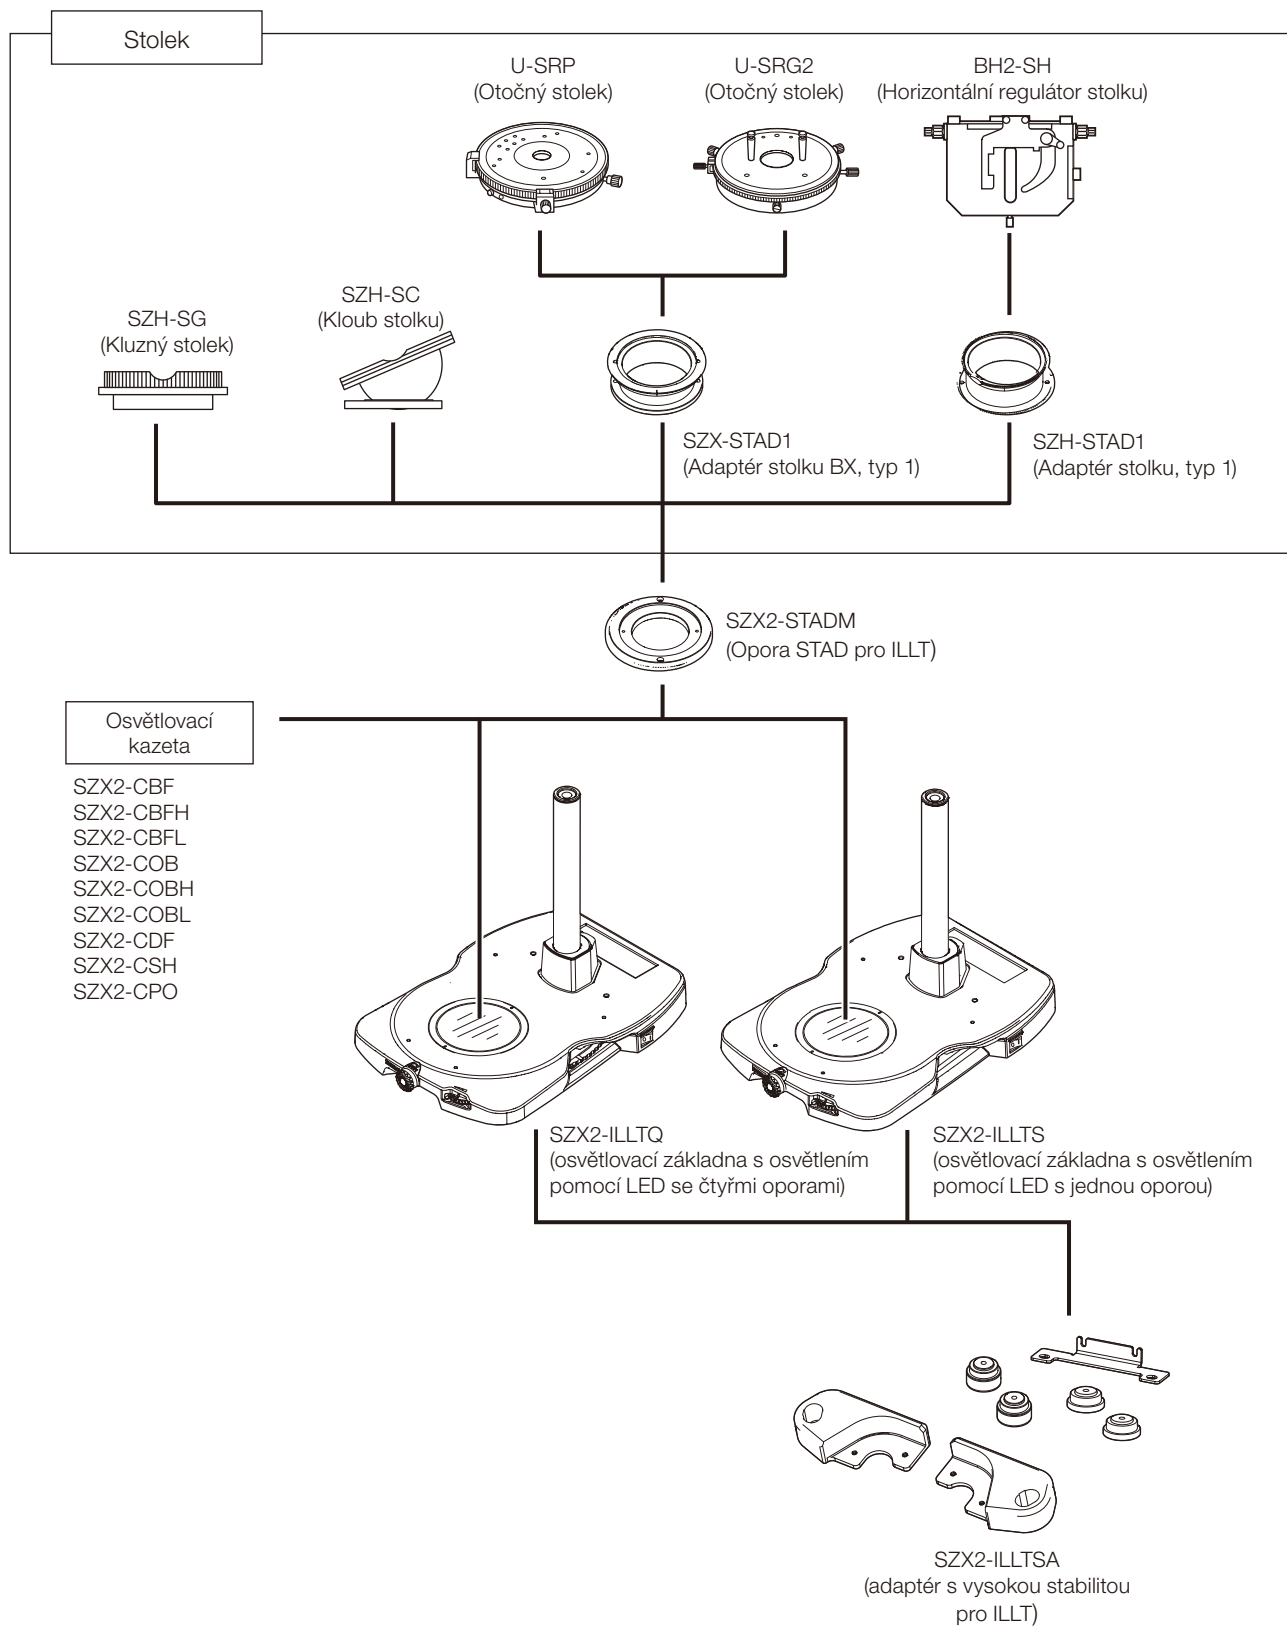 Stolek
U-SRP
(Otočný stolek)
U-SRG2
(Otočný stolek)
BH2-SH
(Horizontální regulátor stolku)
SZH-SG
(Kluzný stolek)
SZH-SC
(Kloub stolku)
SZX-STAD1
(Adaptér stolku BX, typ 1)
SZH-STAD1
(Adaptér stolku, typ 1)
SZX2-STADM
(Opora STAD pro ILLT)
Osvětlovací
kazeta
SZX2-CBF
SZX2-CBFH
SZX2-CBFL
SZX2-COB
SZX2-COBH
SZX2-COBL
SZX2-CDF
SZX2-CSH
SZX2-CPO
SZX2-ILLTQ
(osvětlovací základna s osvětlením
pomocí LED se čtyřmi oporami)
SZX2-ILLTS
(osvětlovací základna s osvětlením
pomocí LED s jednou oporou)
SZX2-ILLTSA
(adaptér s vysokou stabilitou
pro ILLT)